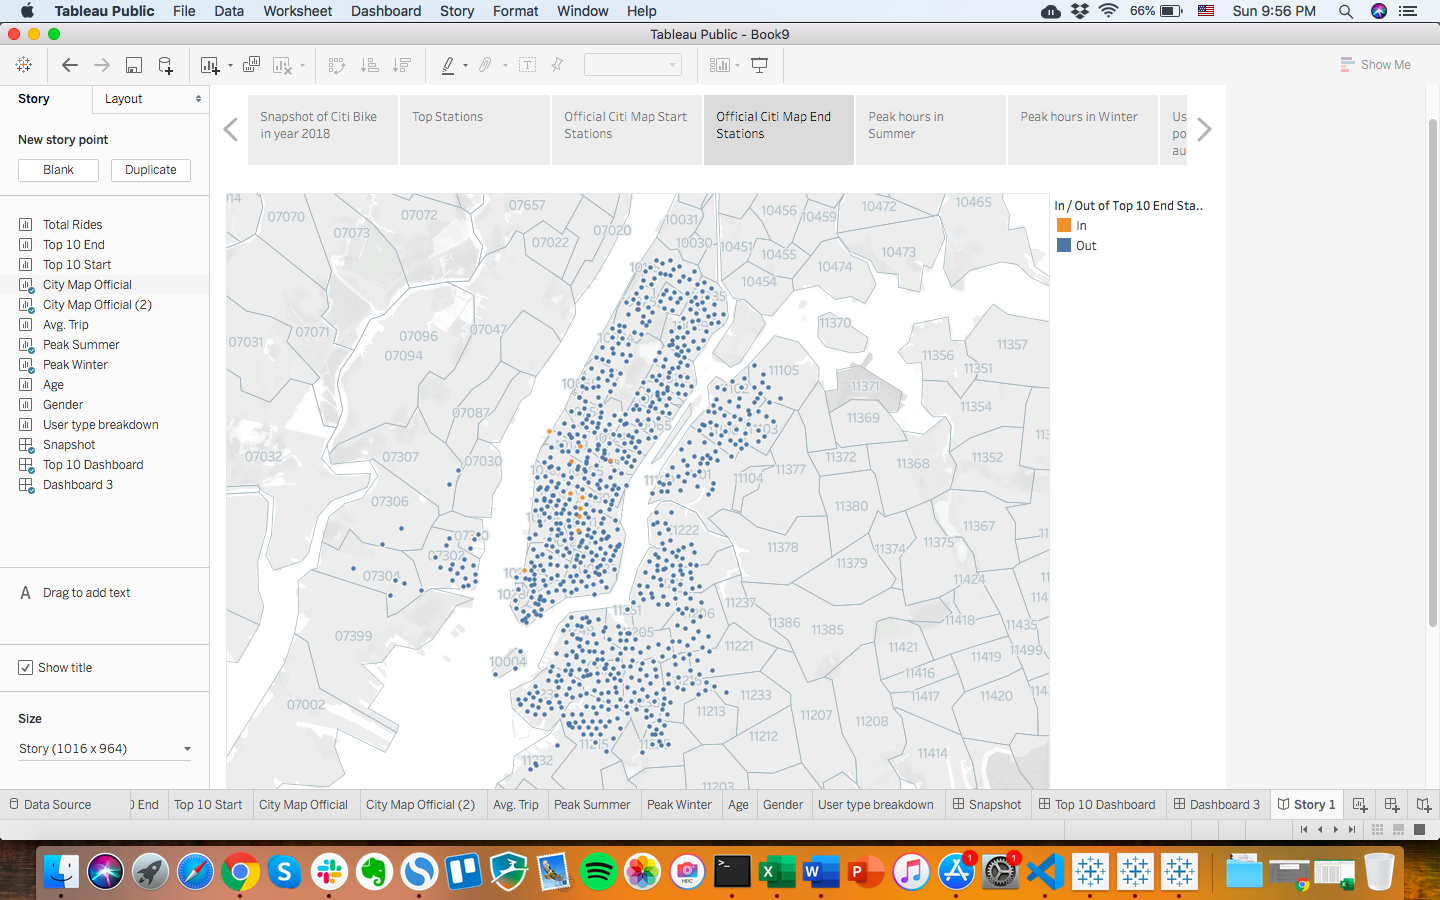 Tableau Public File Data Worksheet Dashboard Story Format Window Help 66% Sun 9:56 PM
Tableau Public - Book9
Show Me
Story Layout
New story point
Blank Duplicate
Total Rides
Top 10 End
Top 10 Start
City Map Official
City Map Official (2)
Avg. Trip
Peak Summer
Peak Winter
Age
Gender
User type breakdown
Snapshot
Top 10 Dashboard
Dashboard 3
A Drag to add text
Show title
Size
Story (1016 x 964)
Snapshot of Citi Bike
in year 2018
Top Stations
Official Citi Map Start
Stations
Official Citi Map End
Stations
Peak hours in
Summer
Peak hours in Winter
Us
po
au
In / Out of Top 10 End Sta..
In
Out
07070
07072
07657
07073
07022
07020
10031
10030
10456
10459
10472
10465
10451
10455
10473
10474
10454
07031
07071
07096
07047
07094
11370
11357
11356
11351
11105
11371
11354
11369
07087
07032
07307
07030
11372
11368
11352
11377
11104
07306
11380
11367
07302
11378
11374
11375
11379
07304
11424
11237
11386
11385
11418
11435
07399
11221
11421
11419
11499
10004
11416
11417
11420
11233
07002
11213
11207
11208
11212
11414
11203
Data Source Top 10 Start City Map Official City Map Official (2) Avg. Trip Peak Summer Peak Winter Age Gender User type breakdown Snapshot Top 10 Dashboard Dashboard 3 Story 1